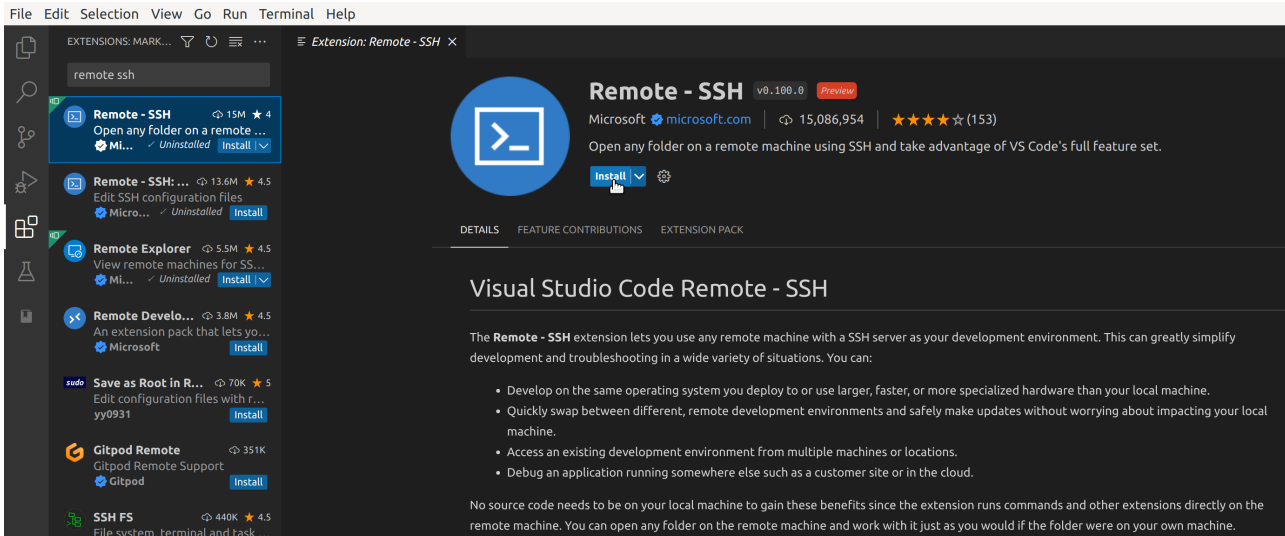 File Edit Selection View Go Run Terminal Help
EXTENSIONS: MARK...
remote ssh
Remote - SSH 15M ★ 4
Open any folder on a remote ...
Mi... ✓ Uninstalled Install
Remote - SSH: ... 13.6M ★ 4.5
Edit SSH configuration files
Micro... ✓ Uninstalled Install
Remote Explorer 5.5M ★ 4.5
View remote machines for SS...
Mi... ✓ Uninstalled Install
Remote Develo... 3.8M ★ 4.5
An extension pack that lets yo...
Microsoft Install
sudo Save as Root in R... 70K ★ 5
Edit configuration files with r...
yy0931 Install
Gitpod Remote 351K
Gitpod Remote Support
Gitpod Install
SSH FS 440K ★ 4.5
File system, terminal and task...
Extension: Remote - SSH ×
Remote - SSH v0.100.0 Preview
Microsoft microsoft.com | 15,086,954 | ★★★★☆(153)
Open any folder on a remote machine using SSH and take advantage of VS Code's full feature set.
Install
DETAILS FEATURE CONTRIBUTIONS EXTENSION PACK
Visual Studio Code Remote - SSH
The Remote - SSH extension lets you use any remote machine with a SSH server as your development environment. This can greatly simplify
development and troubleshooting in a wide variety of situations. You can:
• Develop on the same operating system you deploy to or use larger, faster, or more specialized hardware than your local machine.
• Quickly swap between different, remote development environments and safely make updates without worrying about impacting your local
machine.
• Access an existing development environment from multiple machines or locations.
• Debug an application running somewhere else such as a customer site or in the cloud.
No source code needs to be on your local machine to gain these benefits since the extension runs commands and other extensions directly on the
remote machine. You can open any folder on the remote machine and work with it just as you would if the folder were on your own machine.